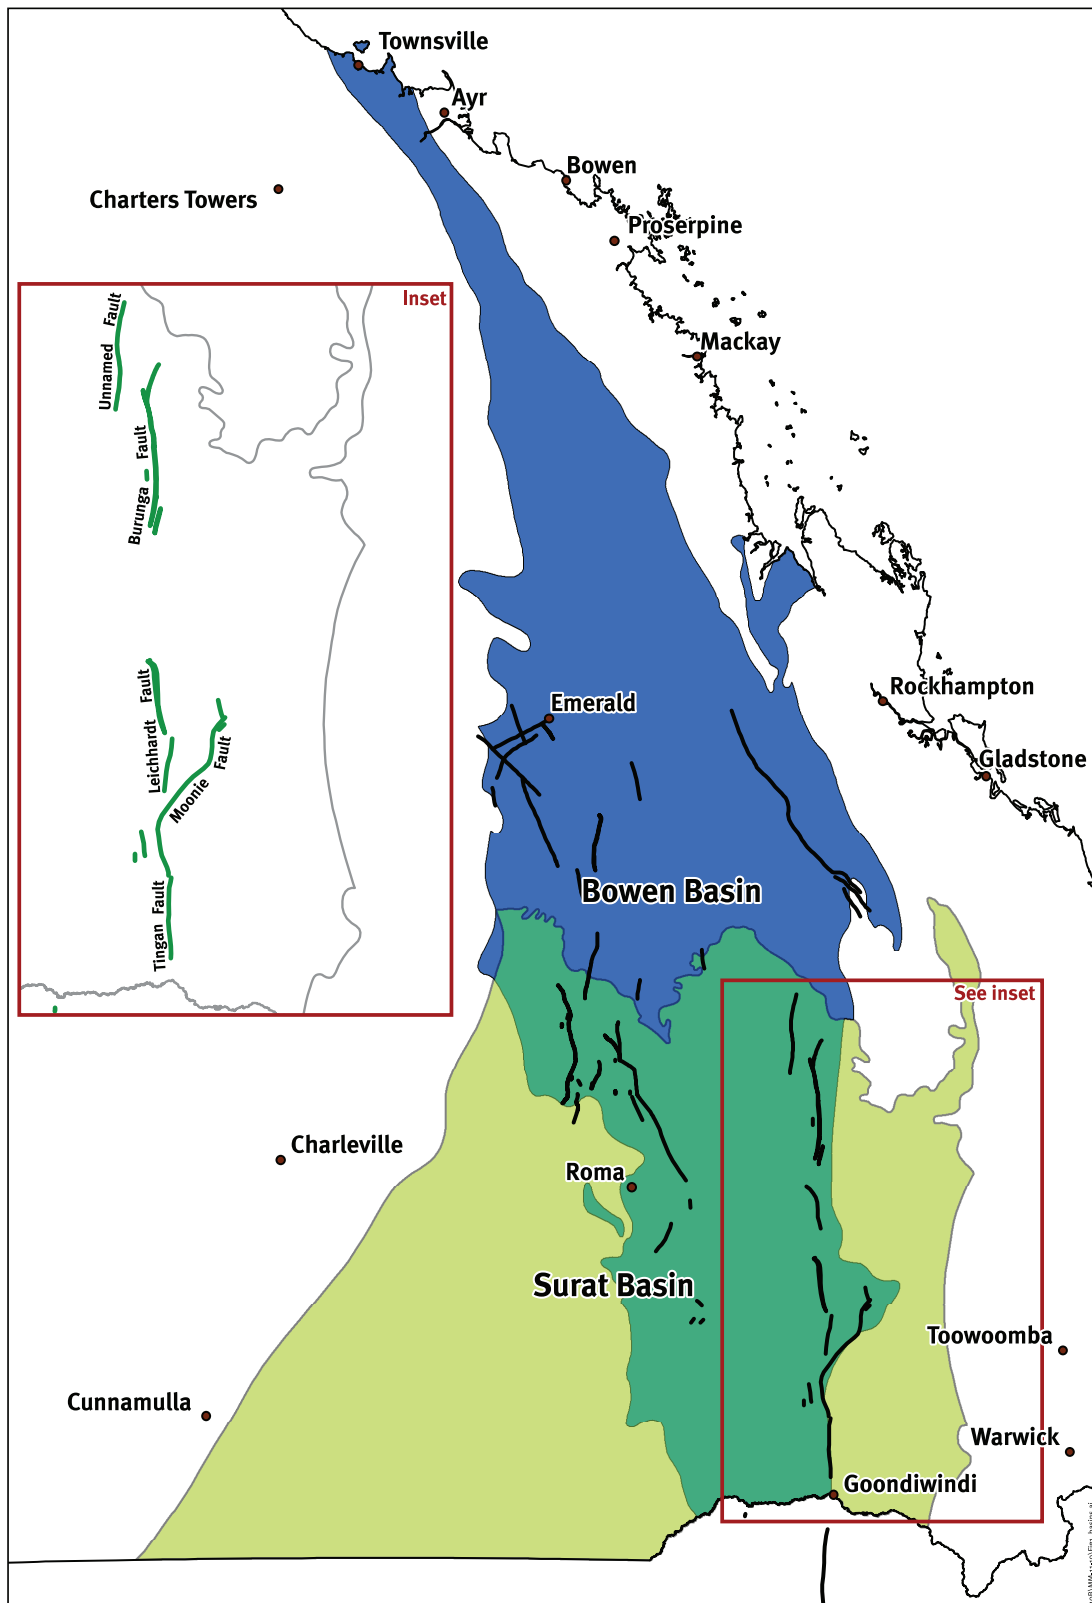 Townsville
Ayr
Bowen
Charters Towers
Proserpine
Inset
Unnamed Fault
Mackay
Burunga Fault
Leichhardt Fault
Moonie Fault
Tingan Fault
Emerald
Rockhampton
Gladstone
Bowen Basin
See inset
Charleville
Roma
Surat Basin
Toowoomba
Cunnamulla
Warwick
Goondiwindi